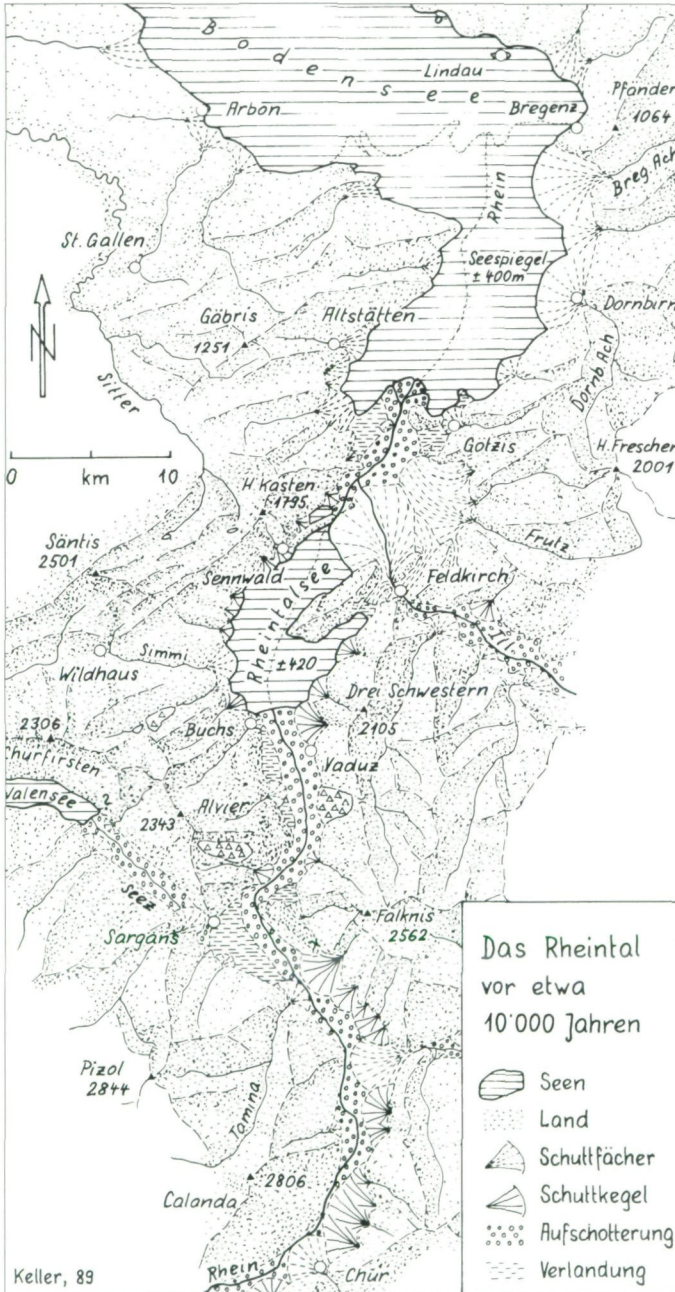 Bodensee
Lindau
Pfänder
1064
Arbon
Bregenz
Breg. Ach
Rhein
St. Gallen
Seespiegel
± 400m
Gäbris
1251
Altstätten
Dornbirn
Dornb. Ach
Sitter
N
0 km 10
Götzis
H. Freschen
2001
H. Kasten
1795
Frutz
Säntis
2501
Sennwald
Feldkirch
Rheintalsee
± 420
Ill
Simmi
Wildhaus
Drei Schwestern
2105
2306
Churfirsten
Buchs
Vaduz
Walensee
?
2343
Alvier
Seez
Sargans
Falknis
2562
Pizol
2844
Tamina
2806
Calanda
Rhein
Chur
Keller, 89
Das Rheintal
vor etwa
10'000 Jahren
Seen
Land
Schuttfächer
Schuttkegel
Aufschotterung
Verlandung